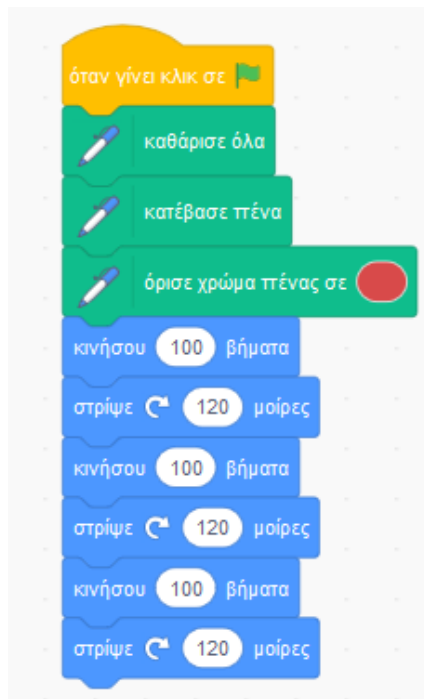 όταν γίνει κλικ σε
καθάρισε όλα
κατέβασε πένα
όρισε χρώμα πένας σε
κινήσου 100 βήματα
στρίψε 120 μοίρες
κινήσου 100 βήματα
στρίψε 120 μοίρες
κινήσου 100 βήματα
στρίψε 120 μοίρες